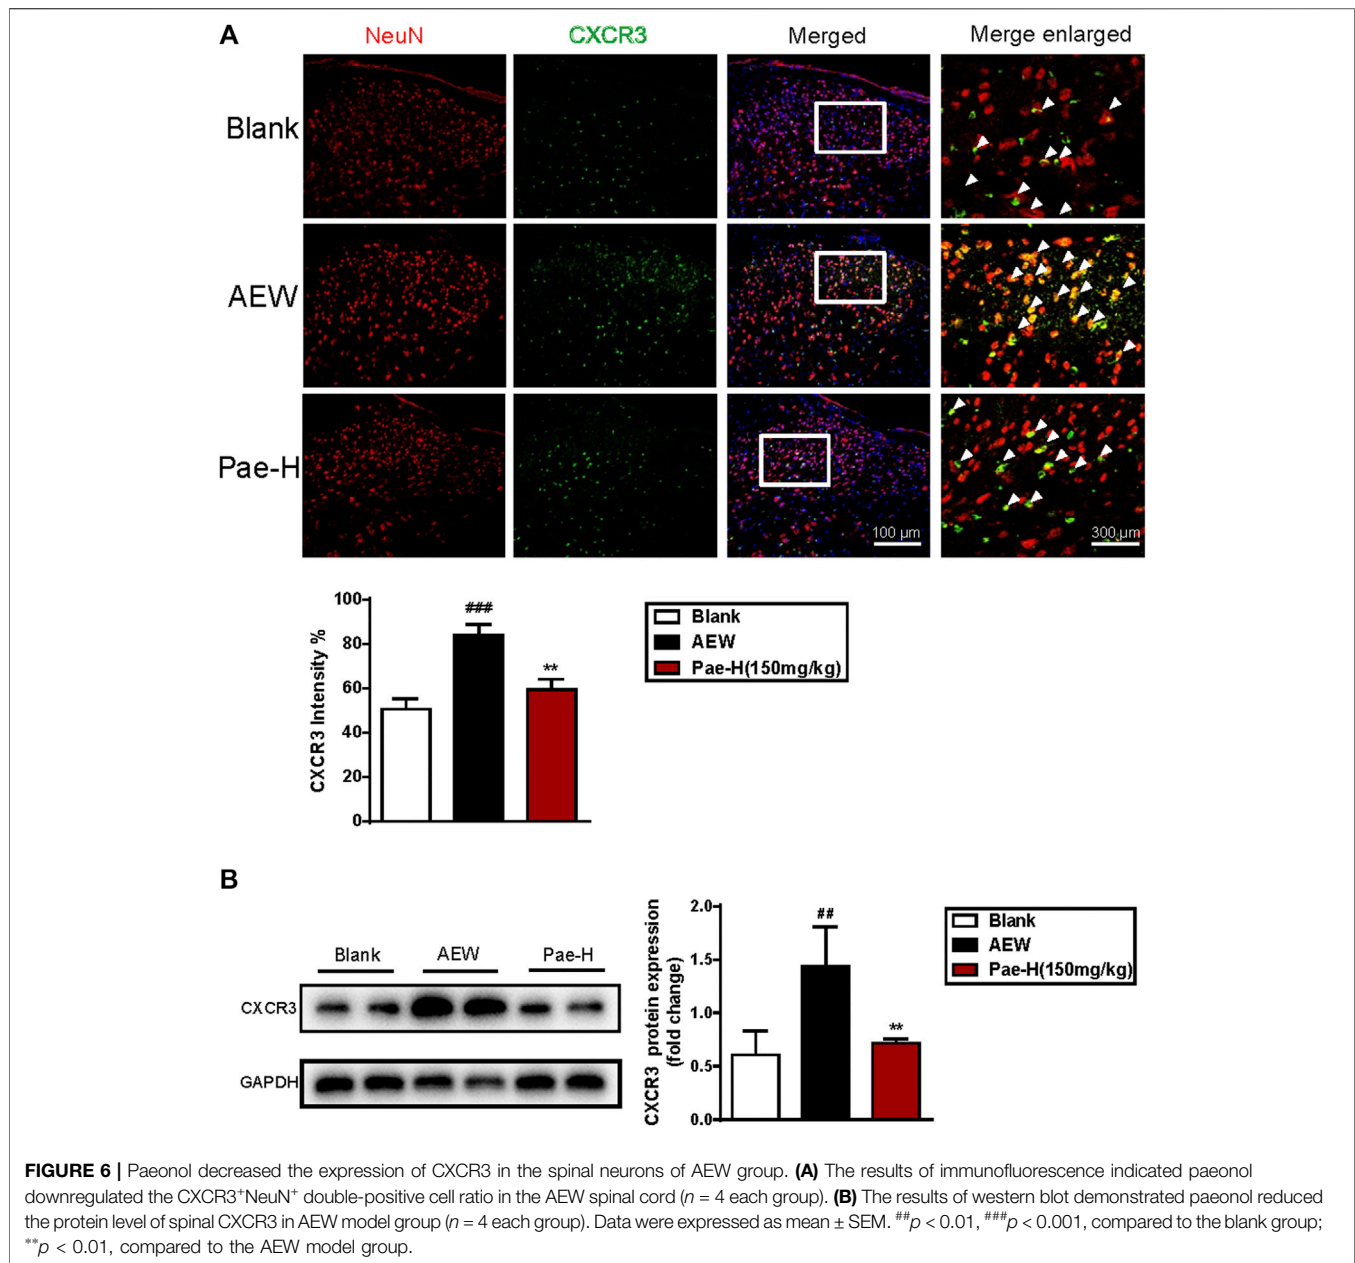 A
NeuN
CXCR3
Merged
Merge enlarged
Blank
AEW
Pae-H
100 µm
300 µm
100
80
60
40
20
0
CXCR3 Intensity %
###
**
Blank
AEW
Pae-H(150mg/kg)
B
Blank
AEW
Pae-H
CXCR3
GAPDH
2.0
1.5
1.0
0.5
0.0
CXCR3 protein expression
(fold change)
##
**
Blank
AEW
Pae-H(150mg/kg)
FIGURE 6 | Paeonol decreased the expression of CXCR3 in the spinal neurons of AEW group. (A) The results of immunofluorescence indicated paeonol
downregulated the CXCR3⁺NeuN⁺ double-positive cell ratio in the AEW spinal cord (n = 4 each group). (B) The results of western blot demonstrated paeonol reduced
the protein level of spinal CXCR3 in AEW model group (n = 4 each group). Data were expressed as mean ± SEM. ##p < 0.01, ###p < 0.001, compared to the blank group;
**p < 0.01, compared to the AEW model group.